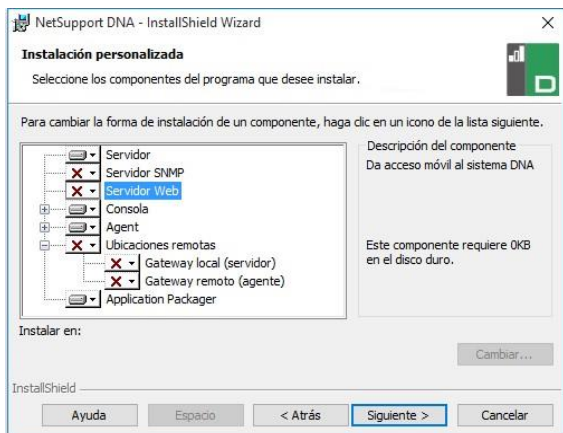 NetSupport DNA - InstallShield Wizard
Instalación personalizada
Seleccione los componentes del programa que desee instalar.
D
Para cambiar la forma de instalación de un componente, haga clic en un icono de la lista siguiente.
Servidor
Servidor SNMP
Servidor Web
Consola
Agent
Ubicaciones remotas
Gateway local (servidor)
Gateway remoto (agente)
Application Packager
Descripción del componente
Da acceso móvil al sistema DNA
Este componente requiere 0KB
en el disco duro.
Instalar en:
Cambiar...
InstallShield
Ayuda
Espacio
< Atrás
Siguiente >
Cancelar